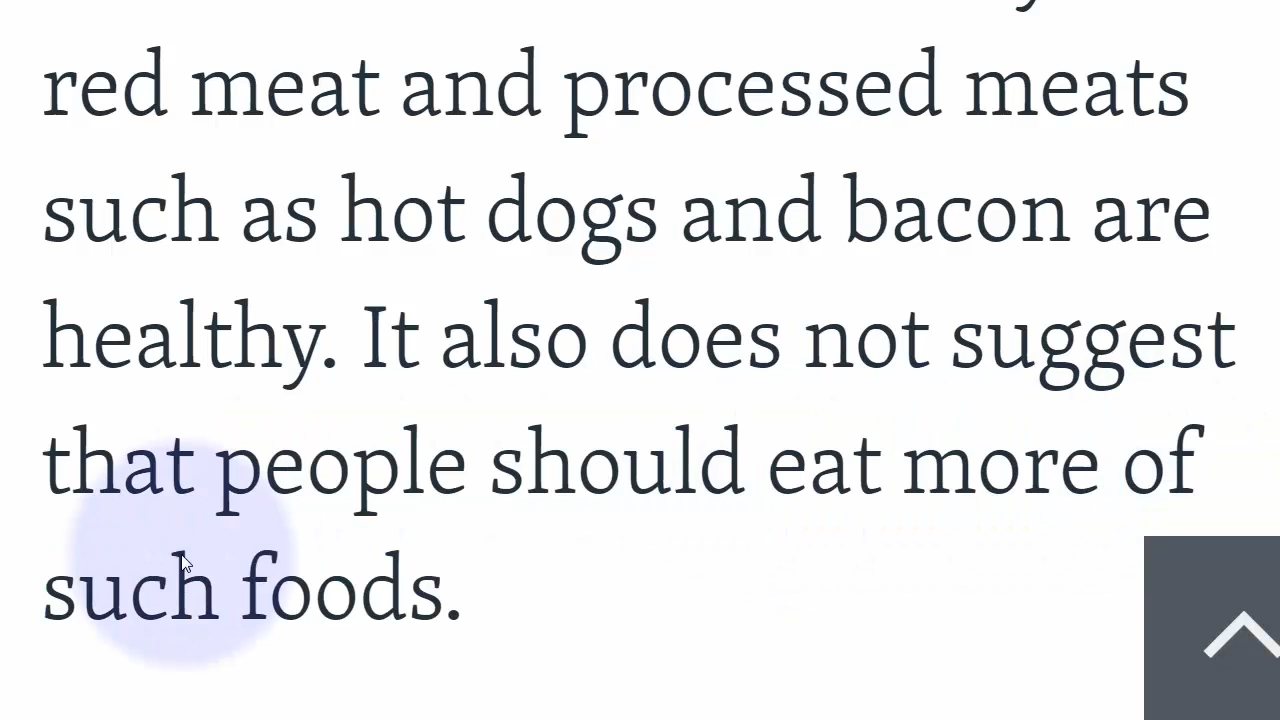 red meat and processed meats
such as hot dogs and bacon are
healthy. It also does not suggest
that people should eat more of
such foods.